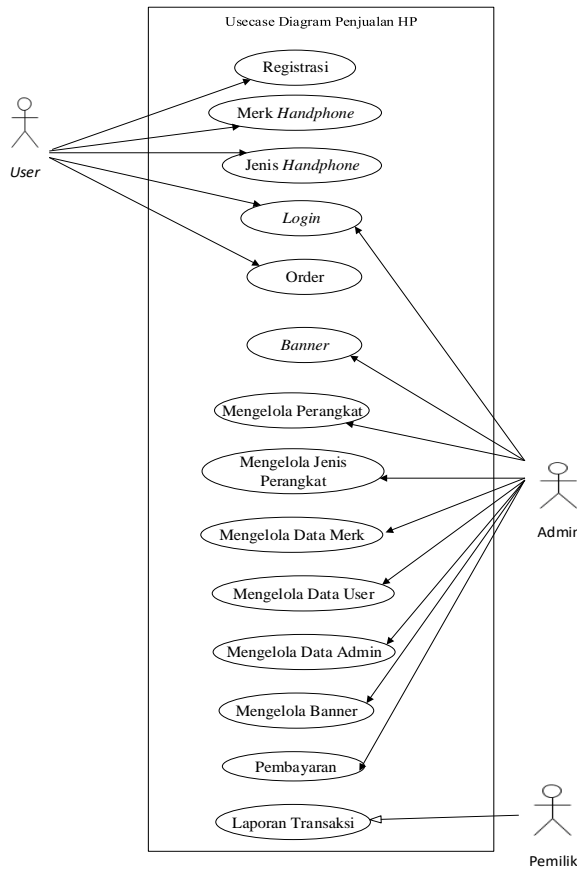 Usecase Diagram Penjualan HP
Registrasi
Merk Handphone
Jenis Handphone
User
Login
Order
Banner
Mengelola Perangkat
Mengelola Jenis
Perangkat
Admin
Mengelola Data Merk
Mengelola Data User
Mengelola Data Admin
Mengelola Banner
Pembayaran
Laporan Transaksi
Pemilik